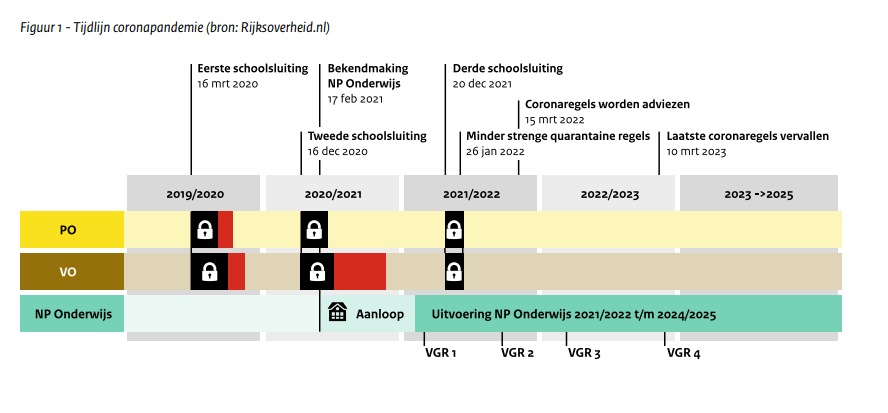 Figuur 1 – Tijdlijn coronapandemie (bron: Rijksoverheid.nl)
Eerste schoolsluiting
16 mrt 2020
Bekendmaking
NP Onderwijs
17 feb 2021
Derde schoolsluiting
20 dec 2021
Coronaregels worden adviezen
15 mrt 2022
Tweede schoolsluiting
16 dec 2020
Minder strenge quarantaine regels
26 jan 2022
Laatste coronaregels vervallen
10 mrt 2023
2019/2020
2020/2021
2021/2022
2022/2023
2023 ->2025
PO
VO
NP Onderwijs
Aanloop
Uitvoering NP Onderwijs 2021/2022 t/m 2024/2025
VGR 1
VGR 2
VGR 3
VGR 4